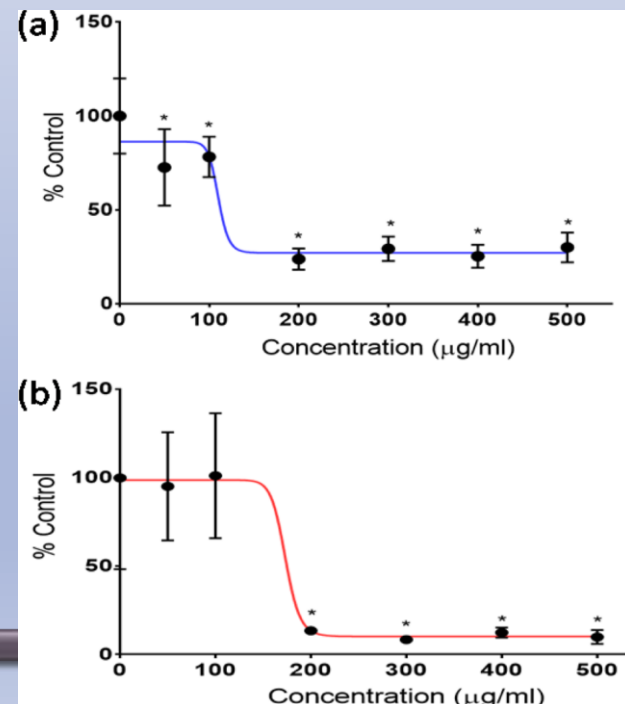 (a)
150
100
50
0
% Control
* * * * * *
0 100 200 300 400 500
Concentration (μg/ml)
(b)
150
100
50
0
% Control
* * * *
0 100 200 300 400 500
Concentration (μg/ml)